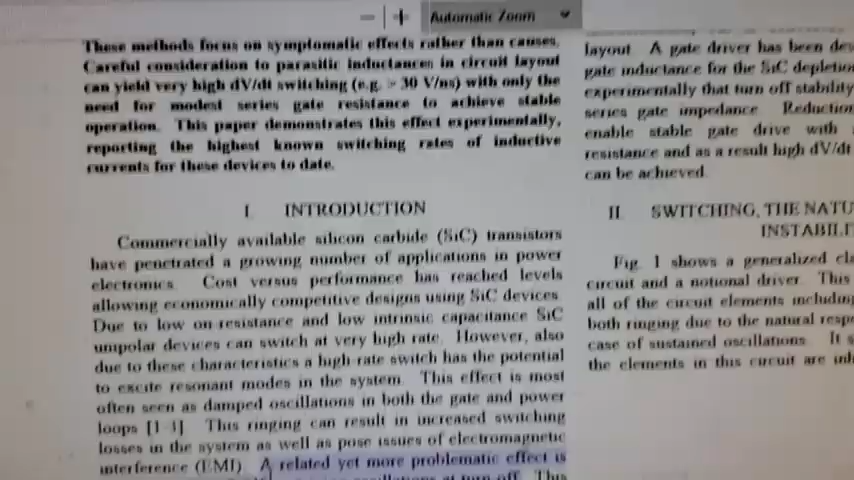 Automatic Zoom
These methods focus on symptomatic effects rather than causes.
Careful consideration to parasitic inductances in circuit layout
can yield very high dV/dt switching (e.g. > 30 V/ns) with only the
need for modest series gate resistance to achieve stable
operation. This paper demonstrates this effect experimentally,
reporting the highest known switching rates of inductive
currents for these devices to date.
I. INTRODUCTION
Commercially available silicon carbide (SiC) transistors
have penetrated a growing number of applications in power
electronics. Cost versus performance has reached levels
allowing economically competitive designs using SiC devices.
Due to low on resistance and low intrinsic capacitance SiC
unipolar devices can switch at very high rate. However, also
due to these characteristics a high-rate switch has the potential
to excite resonant modes in the system. This effect is most
often seen as damped oscillations in both the gate and power
loops [1-3]. This ringing can result in increased switching
losses in the system as well as pose issues of electromagnetic
interference (EMI). A related yet more problematic effect is
oscillations at turn off. This
layout. A gate driver has been
gate inductance for the SiC
experimentally that turn off stability
series gate impedance. Reduction
enable stable gate drive with
resistance and as a result high dV/dt
can be achieved.
II. SWITCHING, THE
Fig. 1 shows a generalized
circuit and a notional driver. This
all of the circuit elements including
both ringing due to the natural
case of sustained oscillations. It
the elements in this circuit are